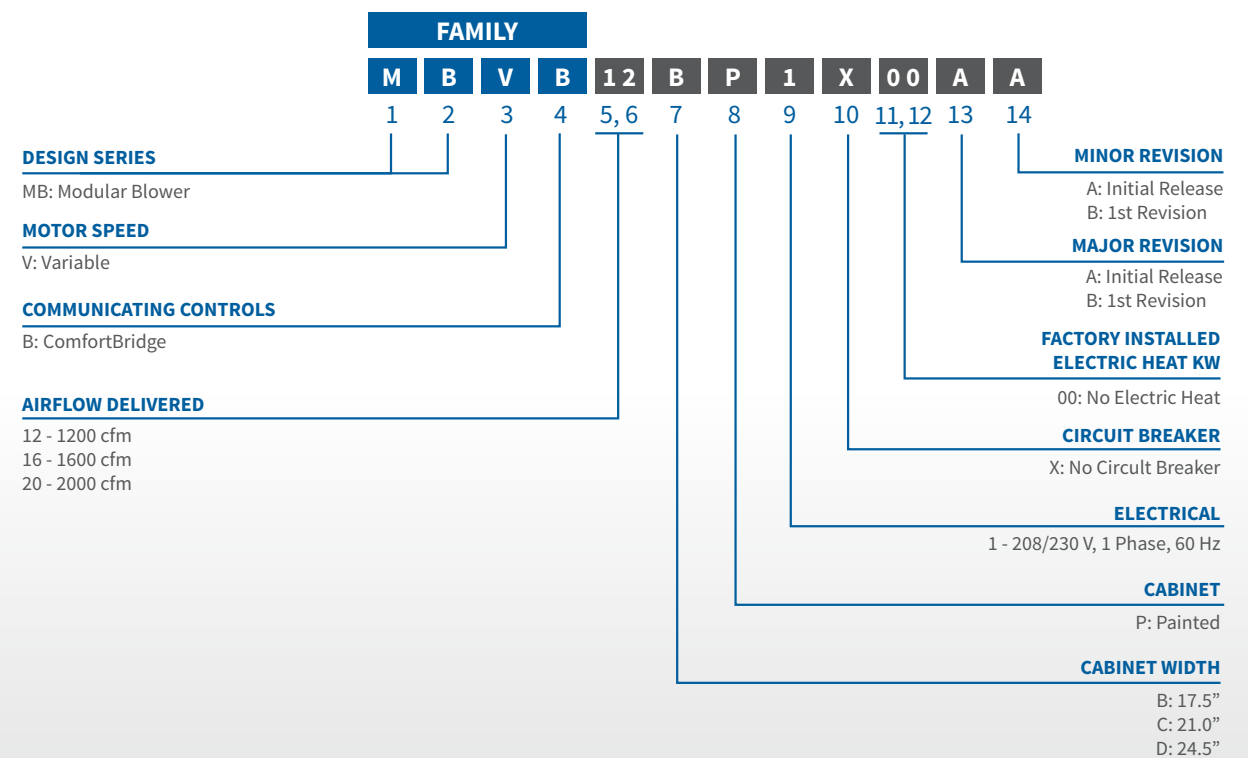 FAMILY
M B V B 12 B P 1 X 00 A A
1 2 3 4 5, 6 7 8 9 10 11, 12 13 14
DESIGN SERIES
MB: Modular Blower
MOTOR SPEED
V: Variable
COMMUNICATING CONTROLS
B: ComfortBridge
AIRFLOW DELIVERED
12 - 1200 cfm
16 - 1600 cfm
20 - 2000 cfm
MINOR REVISION
A: Initial Release
B: 1st Revision
MAJOR REVISION
A: Initial Release
B: 1st Revision
FACTORY INSTALLED
ELECTRIC HEAT KW
00: No Electric Heat
CIRCUIT BREAKER
X: No Circult Breaker
ELECTRICAL
1 - 208/230 V, 1 Phase, 60 Hz
CABINET
P: Painted
CABINET WIDTH
B: 17.5”
C: 21.0”
D: 24.5”